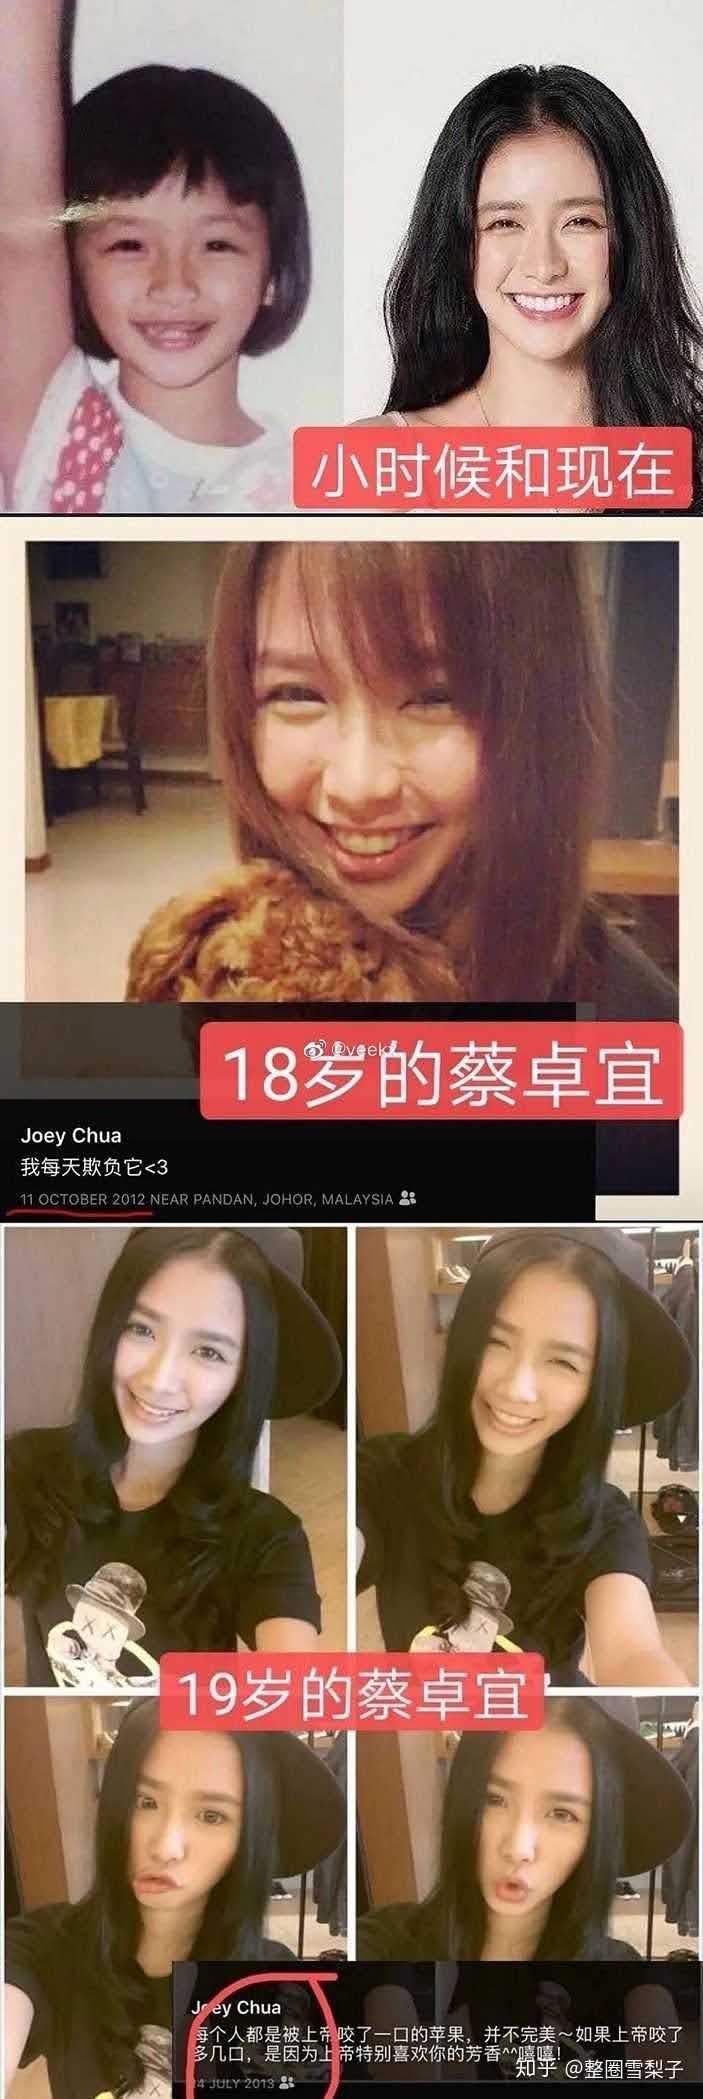 小时候和现在
@veek
18岁的蔡卓宜
Joey Chua
我每天欺负它<3
11 OCTOBER 2012 NEAR PANDAN, JOHOR, MALAYSIA
19岁的蔡卓宜
Joey Chua
每个人都是被上帝咬了一口的苹果，并不完美～如果上帝咬了
多几口，是因为上帝特别喜欢你的芳香^^嘻嘻！
4 JULY 2013
知乎 @整圈雪梨子